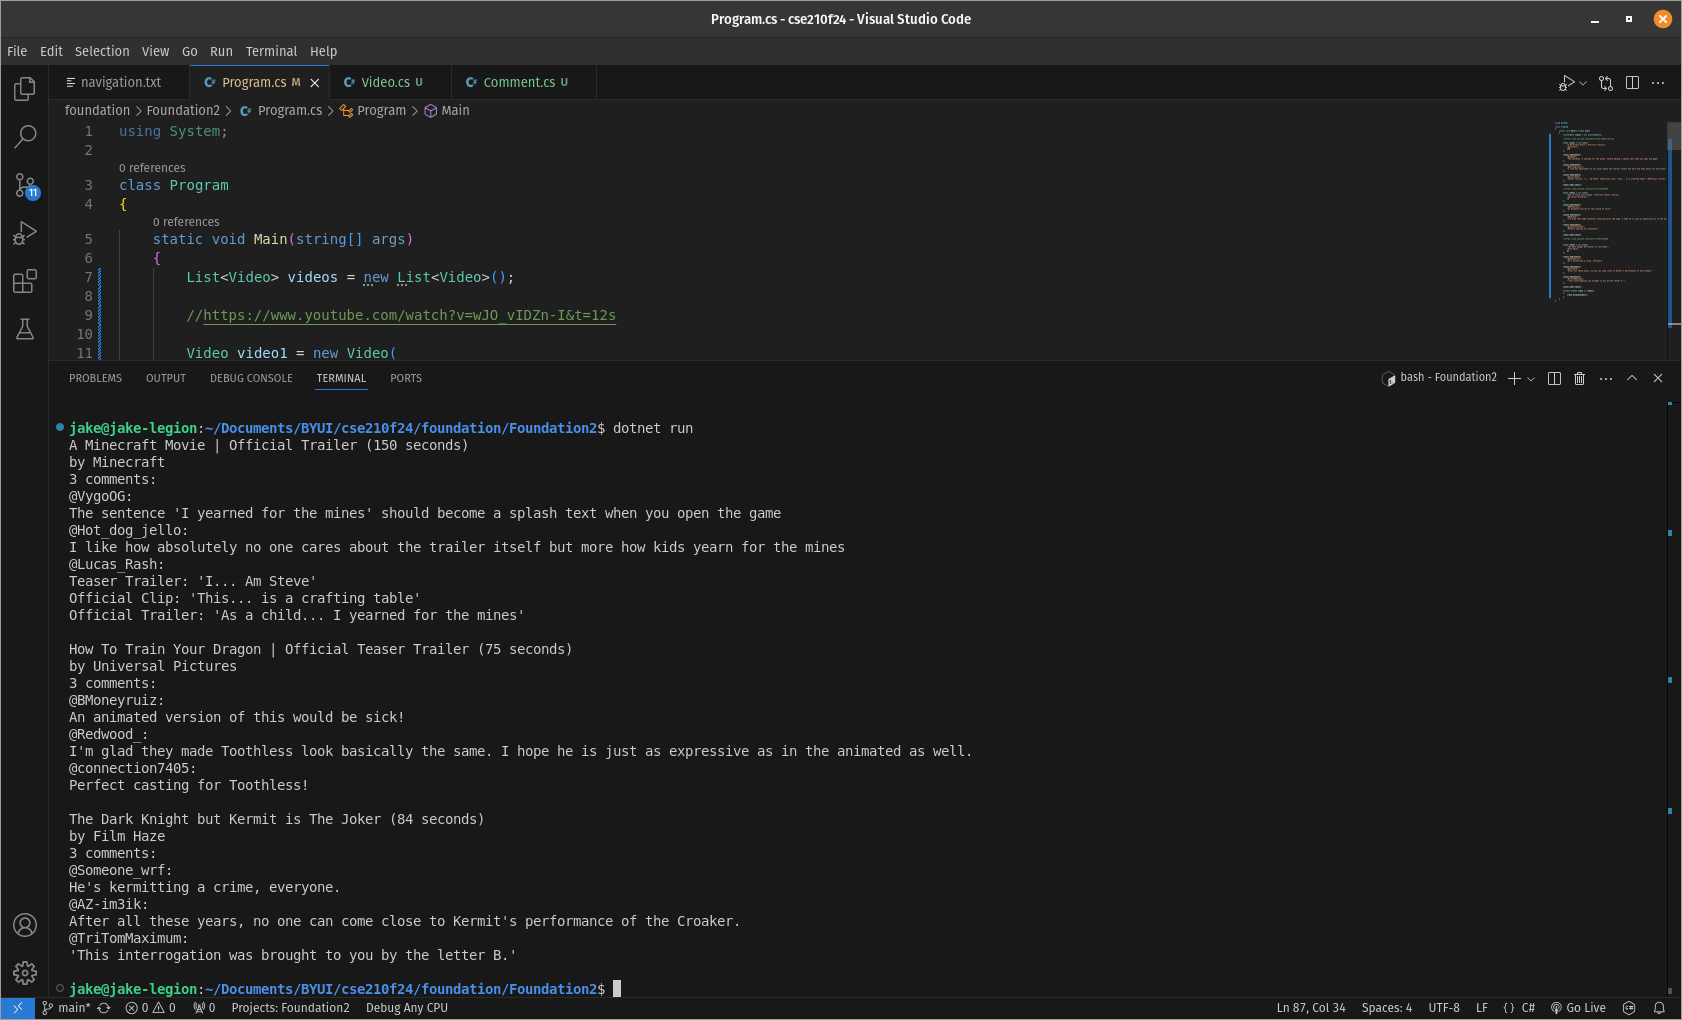 Program.cs - cse210f24 - Visual Studio Code
File Edit Selection View Go Run Terminal Help
navigation.txt Program.cs M Video.cs U Comment.cs U
foundation > Foundation2 > Program.cs > Program > Main
1 using System;
2
0 references
3 class Program
4 {
0 references
5 static void Main(string[] args)
6 {
7 List<Video> videos = new List<Video>();
8
9 //https://www.youtube.com/watch?v=wJO_vIDZn-I&t=12s
10
11 Video video1 = new Video(
11
PROBLEMS OUTPUT DEBUG CONSOLE TERMINAL PORTS
bash - Foundation2
jake@jake-legion:~/Documents/BYUI/cse210f24/foundation/Foundation2$ dotnet run
A Minecraft Movie | Official Trailer (150 seconds)
by Minecraft
3 comments:
@VygoOG:
The sentence 'I yearned for the mines' should become a splash text when you open the game
@Hot_dog_jello:
I like how absolutely no one cares about the trailer itself but more how kids yearn for the mines
@Lucas_Rash:
Teaser Trailer: 'I... Am Steve'
Official Clip: 'This... is a crafting table'
Official Trailer: 'As a child... I yearned for the mines'
How To Train Your Dragon | Official Teaser Trailer (75 seconds)
by Universal Pictures
3 comments:
@BMoneyruiz:
An animated version of this would be sick!
@Redwood_:
I'm glad they made Toothless look basically the same. I hope he is just as expressive as in the animated as well.
@connection7405:
Perfect casting for Toothless!
The Dark Knight but Kermit is The Joker (84 seconds)
by Film Haze
3 comments:
@Someone_wrf:
He's kermitting a crime, everyone.
@AZ-im3ik:
After all these years, no one can come close to Kermit's performance of the Croaker.
@TriTomMaximum:
'This interrogation was brought to you by the letter B.'
jake@jake-legion:~/Documents/BYUI/cse210f24/foundation/Foundation2$
main* 0 0 0 Projects: Foundation2 Debug Any CPU Ln 87, Col 34 Spaces: 4 UTF-8 LF {} C# Go Live